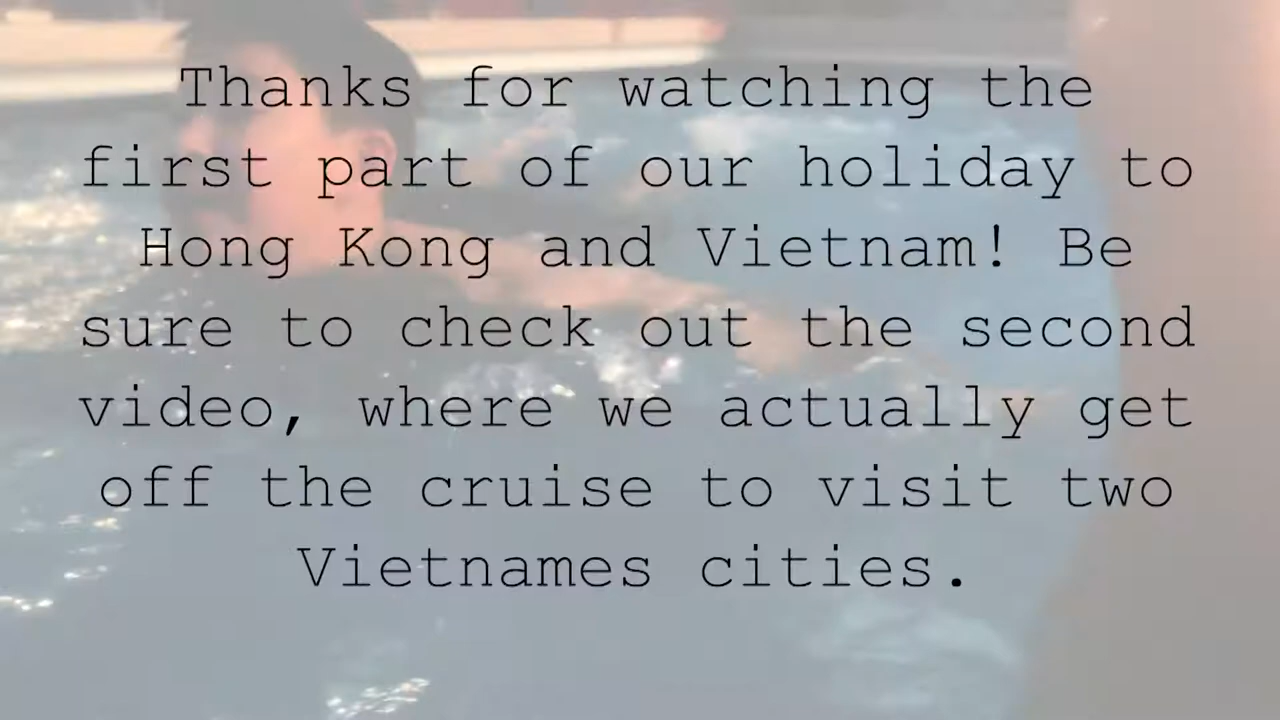 Thanks for watching the
first part of our holiday to
Hong Kong and Vietnam! Be
sure to check out the second
video, where we actually get
off the cruise to visit two
Vietnames cities.